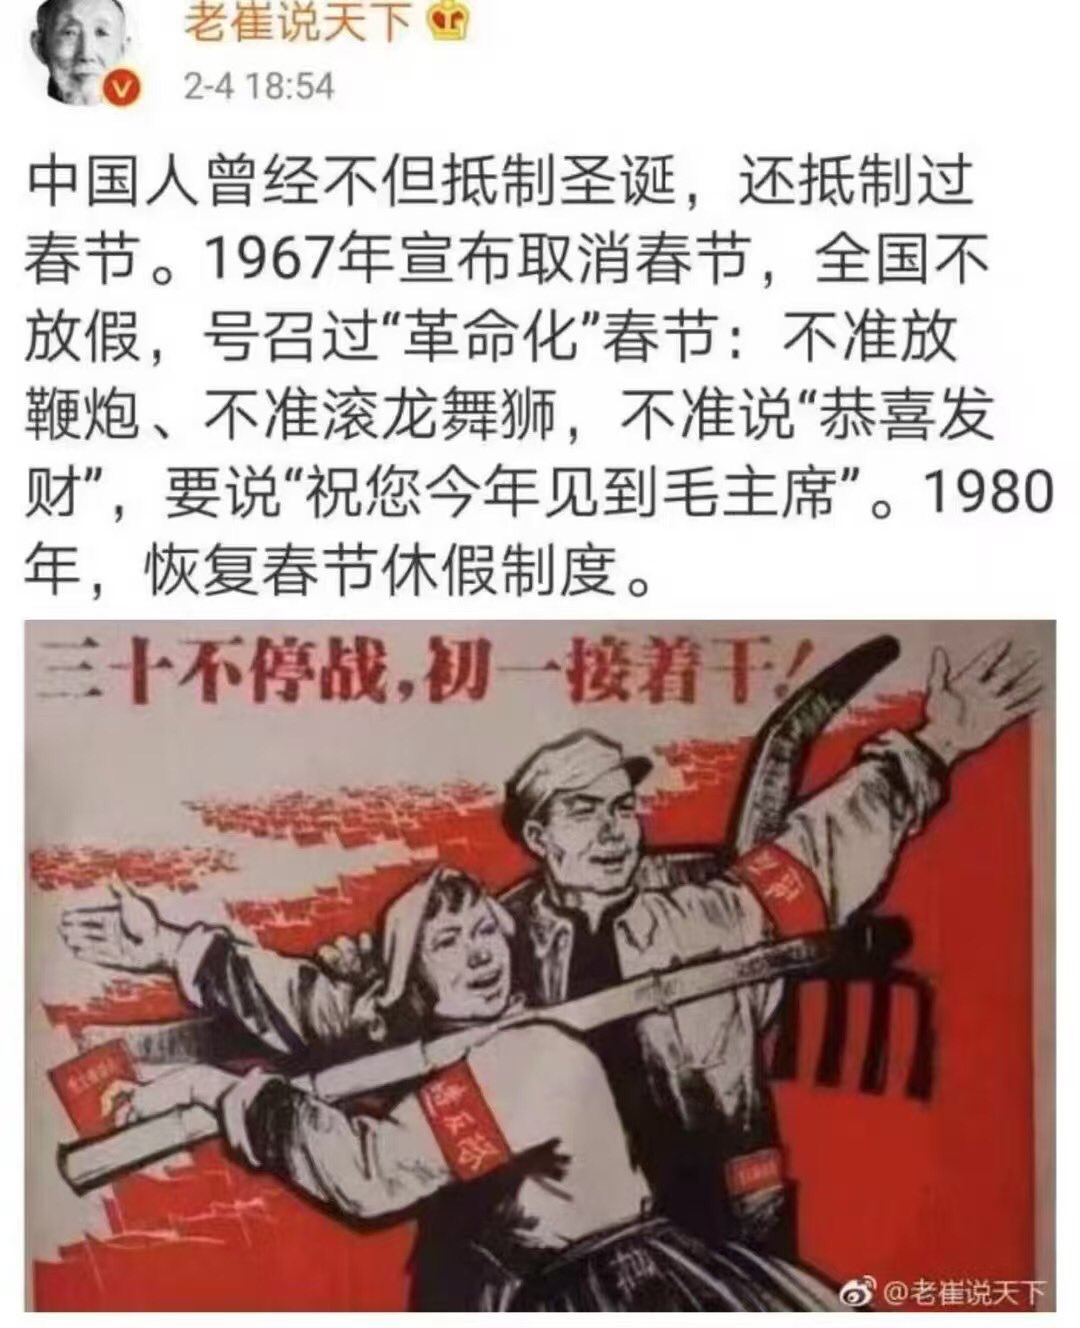 老崔说天下
2-4 18:54
中国人曾经不但抵制圣诞，还抵制过
春节。1967年宣布取消春节，全国不
放假，号召过“革命化”春节：不准放
鞭炮、不准滚龙舞狮，不准说“恭喜发
财”，要说“祝您今年见到毛主席”。1980
年，恢复春节休假制度。
三十不停战，初一接着干！
@老崔说天下